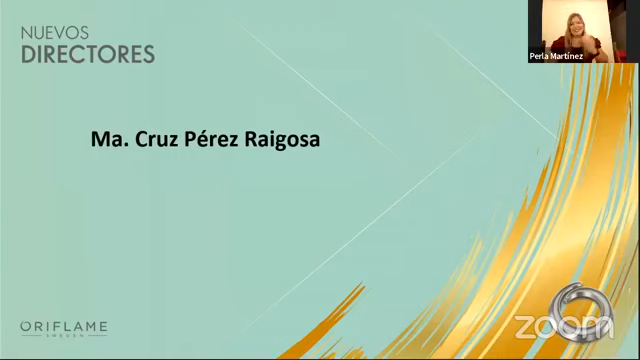 NUEVOS
DIRECTORES
Perla Martínez
Ma. Cruz Pérez Raigosa
ORIFLAME
SWEDEN
zoom